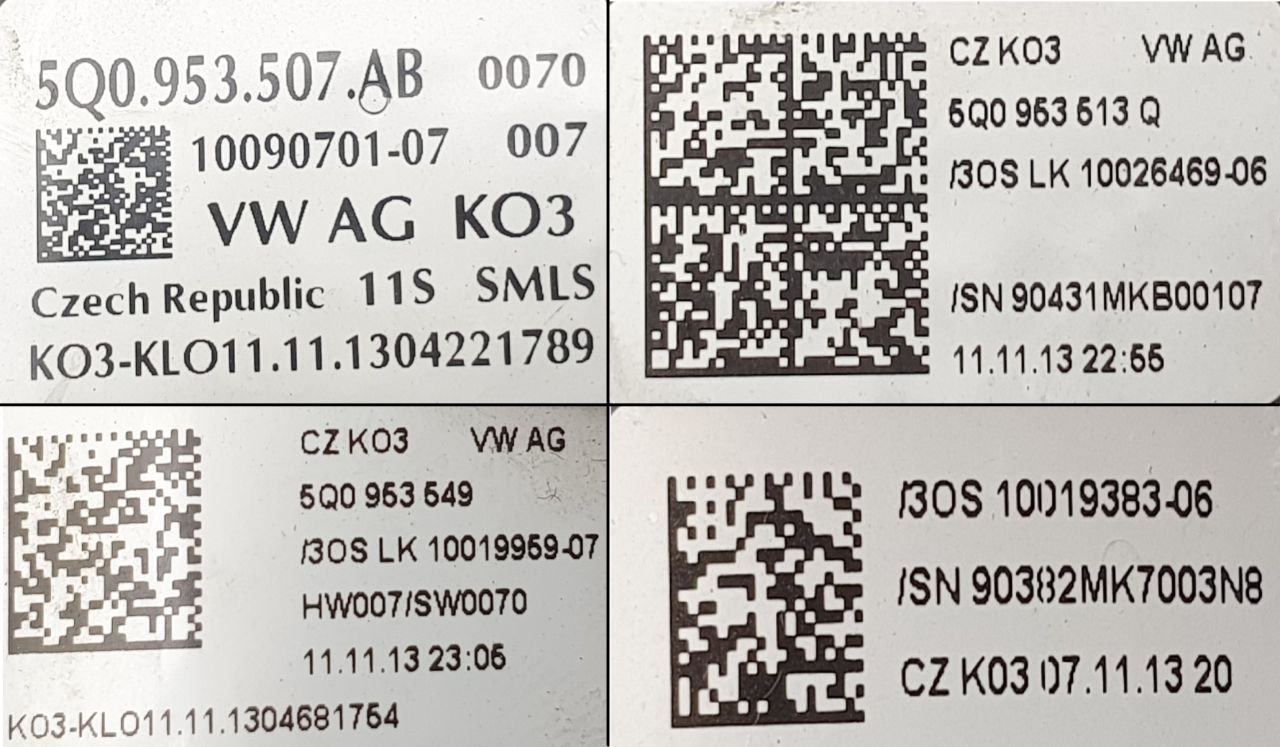 5Q0.953.507.AB 0070
10090701-07 007
VW AG KO3
Czech Republic 11S SMLS
KO3-KLO11.11.1304221789
CZ KO3 VW AG
5Q0 953 513 Q
/3OS LK 10026469-06
/SN 90431MKB00107
11.11.13 22:55
CZ KO3 VW AG
5Q0 953 549
/3OS LK 10019959-07
HW007/SW0070
11.11.13 23:05
KO3-KLO11.11.1304681754
/3OS 10019383-06
/SN 90382MK7003N8
CZ KO3 07.11.13 20